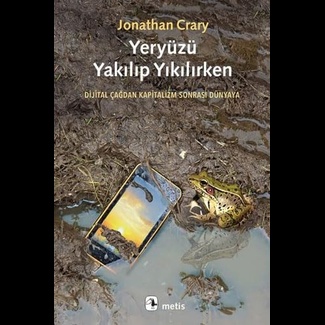 Jonathan Crary
Yeryüzü
Yakılıp Yıkılırken
DİJİTAL ÇAĞDAN KAPİTALİZM SONRASI DÜNYAYA
metis